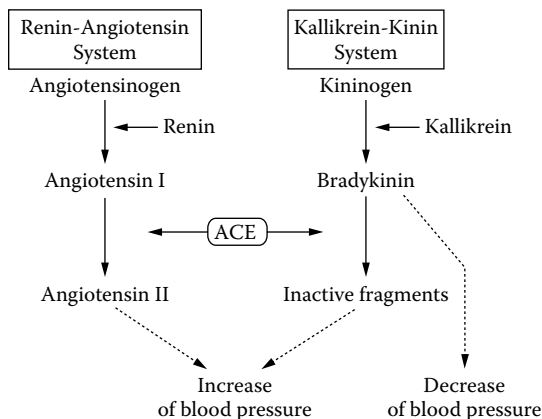 Renin-Angiotensin
System
Kallikrein-Kinin
System
Angiotensinogen
Kininogen
Renin
Kallikrein
Angiotensin I
Bradykinin
ACE
Angiotensin II
Inactive fragments
Increase
of blood pressure
Decrease
of blood pressure